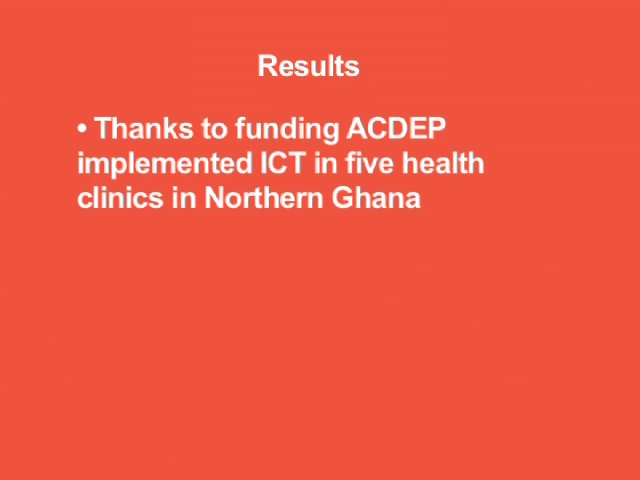 Results
• Thanks to funding ACDEP
implemented ICT in five health
clinics in Northern Ghana